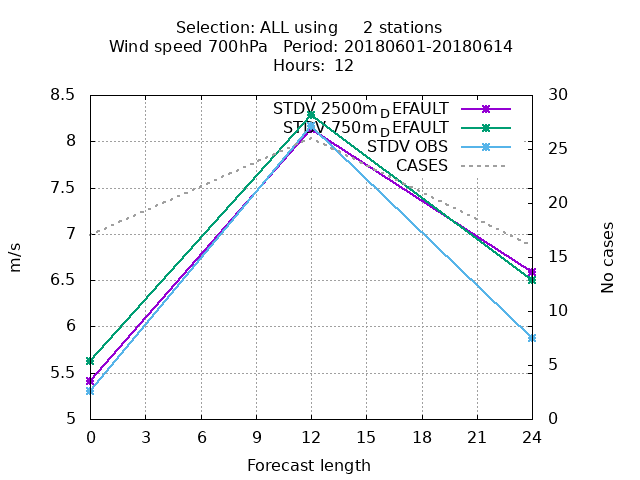 Selection: ALL using 2 stations
Wind speed 700hPa Period: 20180601-20180614
Hours: 12
8.5
8
7.5
7
6.5
6
5.5
5
m/s
STDV 2500m_DEFAULT
STDV 750m_DEFAULT
STDV OBS
CASES
30
25
20
15
10
5
0
No cases
0 3 6 9 12 15 18 21 24
Forecast length